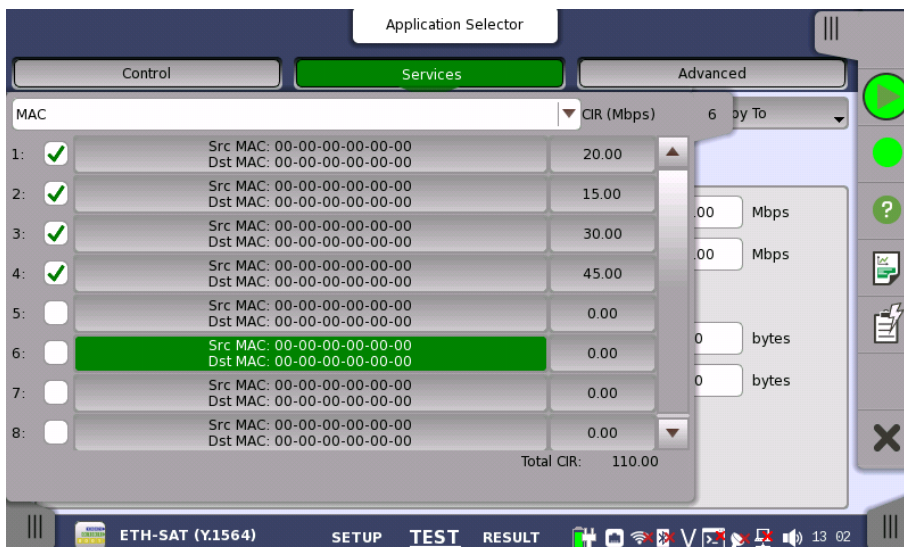 Application Selector
Control Services Advanced
MAC CIR (Mbps) 6 by To
1: Src MAC: 00-00-00-00-00-00
Dst MAC: 00-00-00-00-00-00 20.00
2: Src MAC: 00-00-00-00-00-00
Dst MAC: 00-00-00-00-00-00 15.00
.00 Mbps
3: Src MAC: 00-00-00-00-00-00
Dst MAC: 00-00-00-00-00-00 30.00
.00 Mbps
4: Src MAC: 00-00-00-00-00-00
Dst MAC: 00-00-00-00-00-00 45.00
5: Src MAC: 00-00-00-00-00-00
Dst MAC: 00-00-00-00-00-00 0.00
6: Src MAC: 00-00-00-00-00-00
Dst MAC: 00-00-00-00-00-00 0.00
0 bytes
7: Src MAC: 00-00-00-00-00-00
Dst MAC: 00-00-00-00-00-00 0.00
0 bytes
8: Src MAC: 00-00-00-00-00-00
Dst MAC: 00-00-00-00-00-00 0.00
Total CIR: 110.00
ETH-SAT (Y.1564) SETUP TEST RESULT 13 02